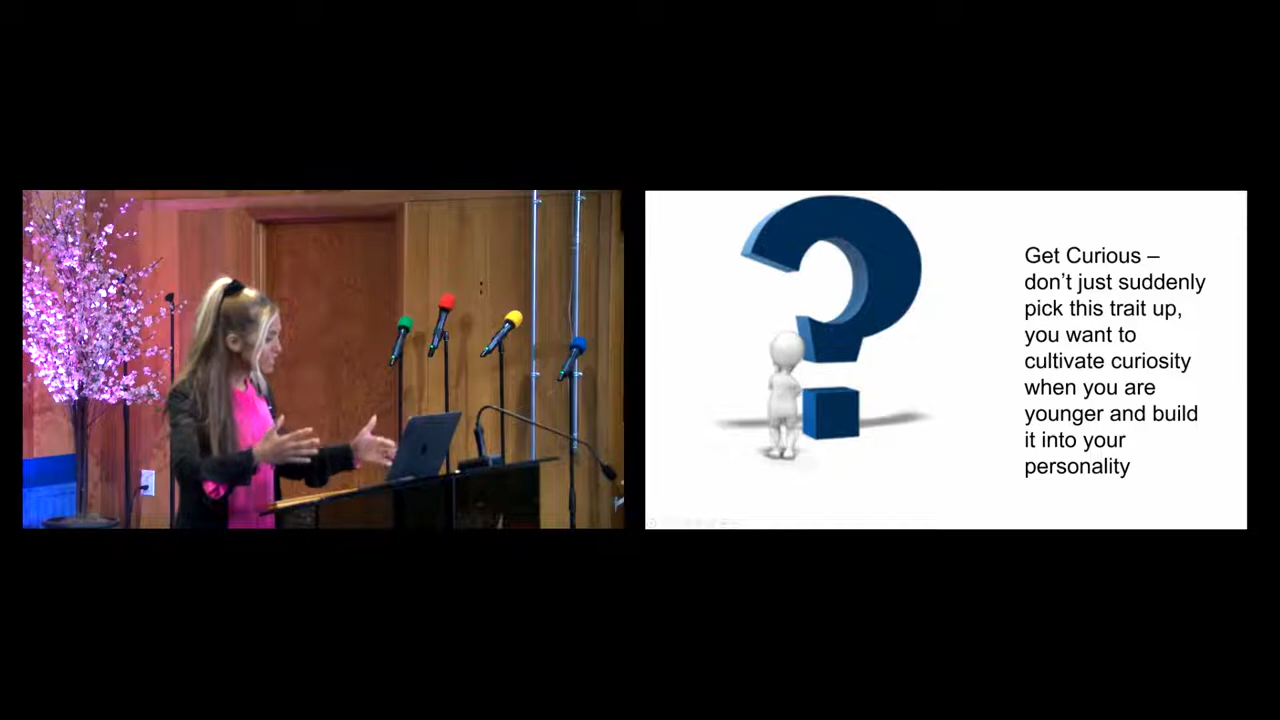 Get Curious –
don’t just suddenly
pick this trait up,
you want to
cultivate curiosity
when you are
younger and build
it into your
personality